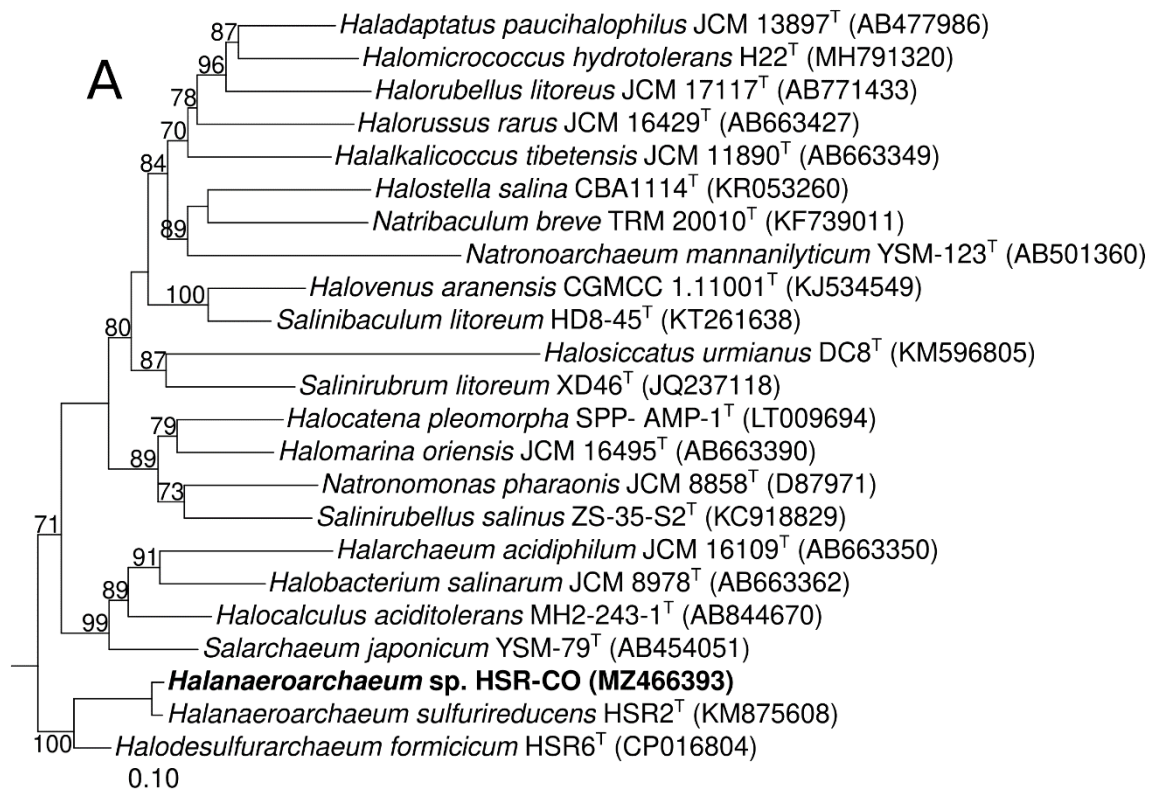 87 Haladaptatus paucihalophilus JCM 13897ᵀ (AB477986)
Halomicrococcus hydrotolerans H22ᵀ (MH791320)
96
A
Halorubellus litoreus JCM 17117ᵀ (AB771433)
78
Halorussus rarus JCM 16429ᵀ (AB663427)
70
Halalkalicoccus tibetensis JCM 11890ᵀ (AB663349)
84
Halostella salina CBA1114ᵀ (KR053260)
Natribaculum breve TRM 20010ᵀ (KF739011)
89
Natronoarchaeum mannanilyticum YSM-123ᵀ (AB501360)
Halovenus aranensis CGMCC 1.11001ᵀ (KJ534549)
100
Salinibaculum litoreum HD8-45ᵀ (KT261638)
80
Halosiccatus urmianus DC8ᵀ (KM596805)
87
Salinirubrum litoreum XD46ᵀ (JQ237118)
Halocatena pleomorpha SPP- AMP-1ᵀ (LT009694)
79
Halomarina oriensis JCM 16495ᵀ (AB663390)
89
Natronomonas pharaonis JCM 8858ᵀ (D87971)
73
Salinirubellus salinus ZS-35-S2ᵀ (KC918829)
71
Halarchaeum acidiphilum JCM 16109ᵀ (AB663350)
91
Halobacterium salinarum JCM 8978ᵀ (AB663362)
89
Halocalculus aciditolerans MH2-243-1ᵀ (AB844670)
99
Salarchaeum japonicum YSM-79ᵀ (AB454051)
Halanaeroarchaeum sp. HSR-CO (MZ466393)
Halanaeroarchaeum sulfurireducens HSR2ᵀ (KM875608)
100
Halodesulfurarchaeum formicicum HSR6ᵀ (CP016804)
0.10